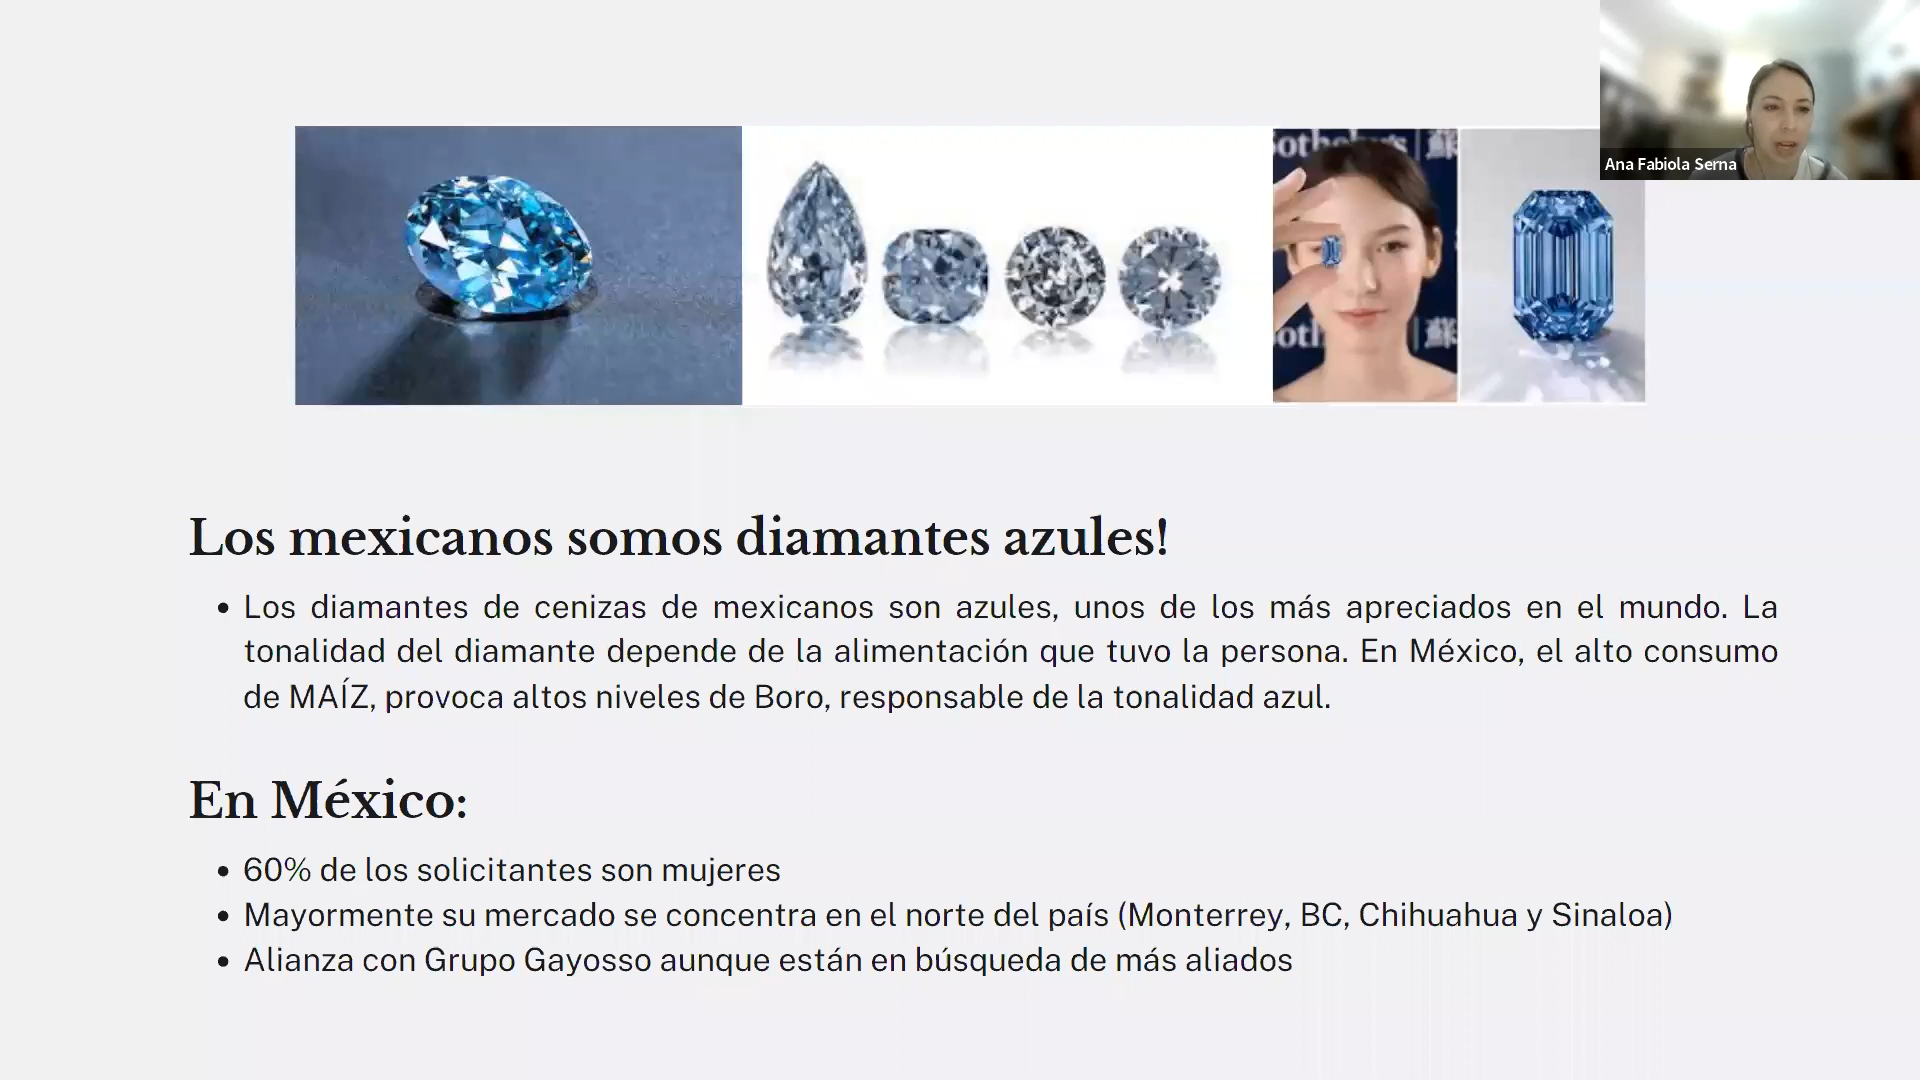 Sotheby's 蘇
Ana Fabiola Serna
Los mexicanos somos diamantes azules!
• Los diamantes de cenizas de mexicanos son azules, unos de los más apreciados en el mundo. La
tonalidad del diamante depende de la alimentación que tuvo la persona. En México, el alto consumo
de MAÍZ, provoca altos niveles de Boro, responsable de la tonalidad azul.
En México:
• 60% de los solicitantes son mujeres
• Mayormente su mercado se concentra en el norte del país (Monterrey, BC, Chihuahua y Sinaloa)
• Alianza con Grupo Gayosso aunque están en búsqueda de más aliados